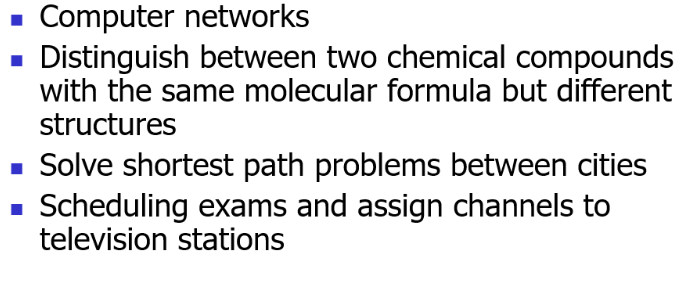 ▪ Computer networks
▪ Distinguish between two chemical compounds
with the same molecular formula but different
structures
▪ Solve shortest path problems between cities
▪ Scheduling exams and assign channels to
television stations